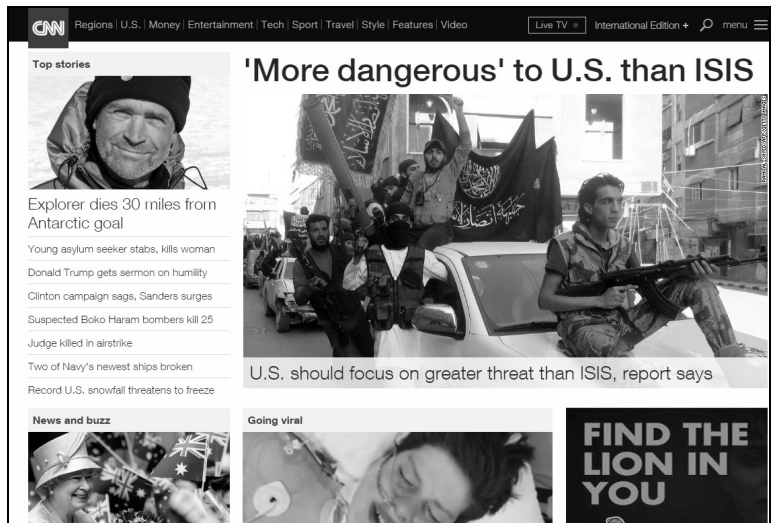 CNN
Regions | U.S. | Money | Entertainment | Tech | Sport | Travel | Style | Features | Video
Live TV
International Edition +
menu
Top stories
Explorer dies 30 miles from
Antarctic goal
Young asylum seeker stabs, kills woman
Donald Trump gets sermon on humility
Clinton campaign sags, Sanders surges
Suspected Boko Haram bombers kill 25
Judge killed in airstrike
Two of Navy's newest ships broken
Record U.S. snowfall threatens to freeze
'More dangerous' to U.S. than ISIS
جبهة أنصار
U.S. should focus on greater threat than ISIS, report says
News and buzz
Going viral
FIND THE
LION IN
YOU